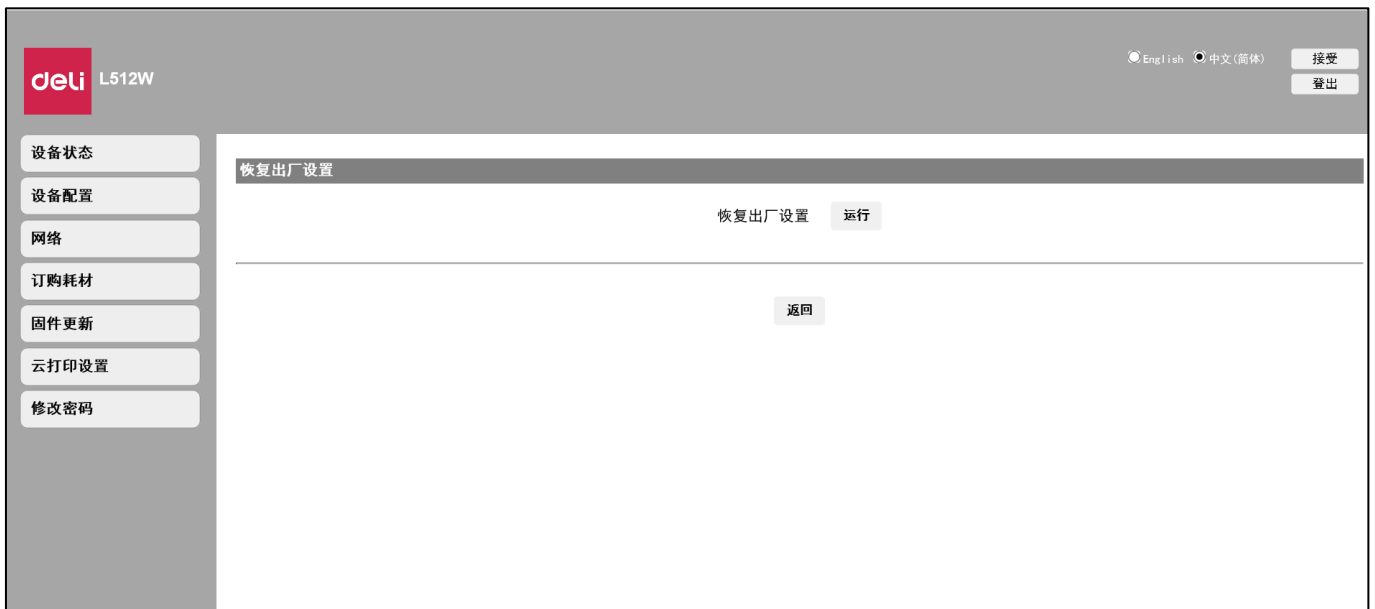 deli L512W
English 中文(简体)
接受
登出
设备状态
设备配置
网络
订购耗材
固件更新
云打印设置
修改密码
恢复出厂设置
恢复出厂设置 运行
返回